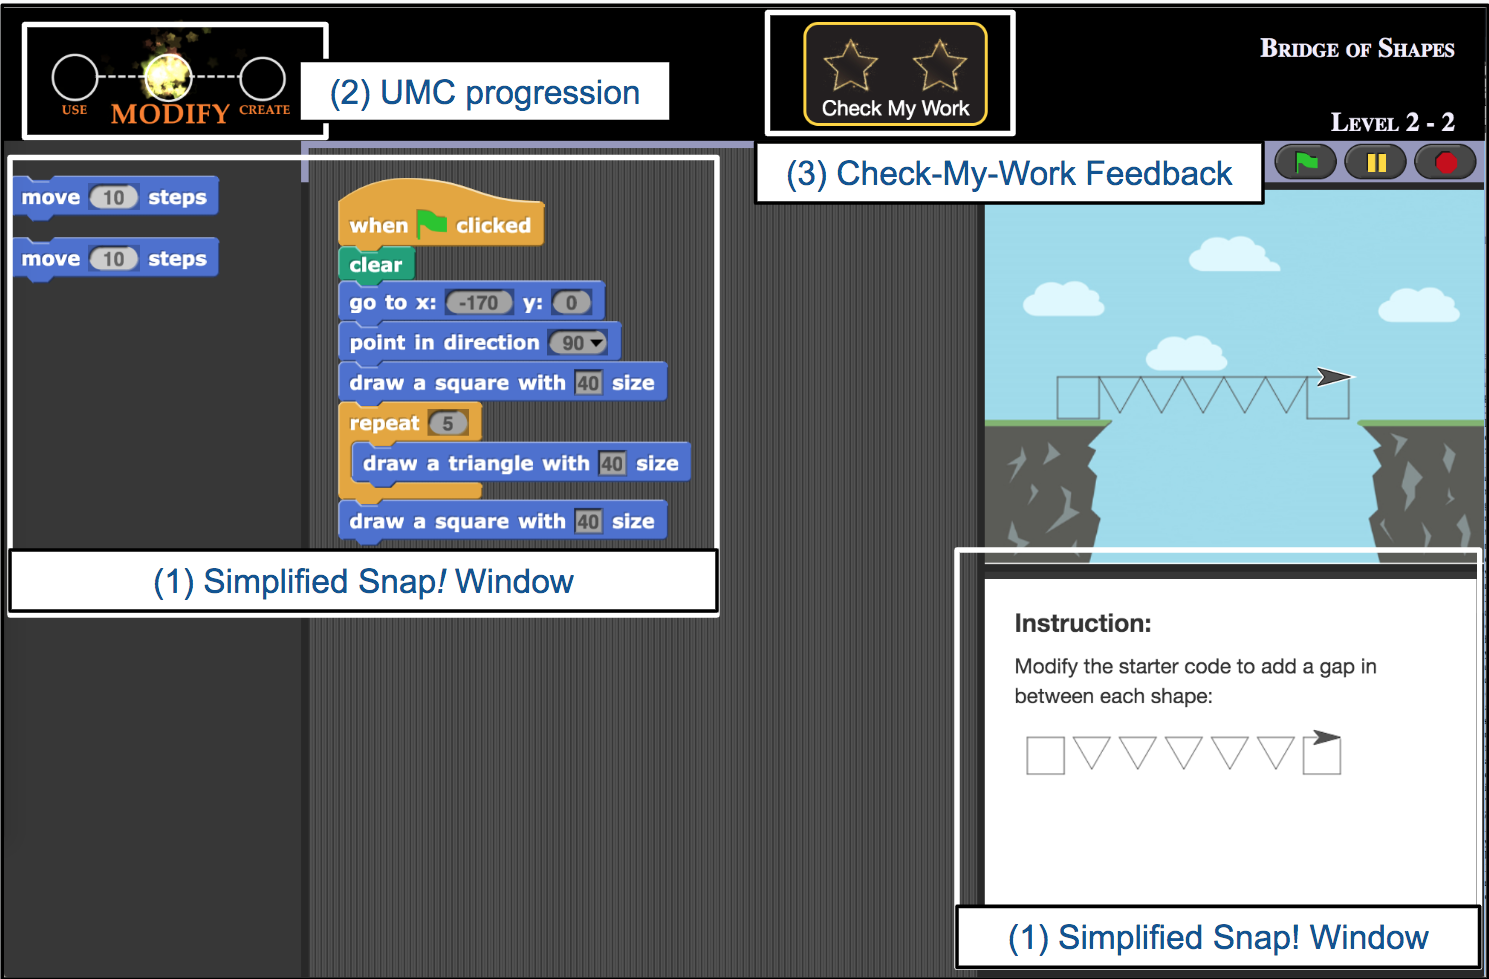 USE
MODIFY
CREATE
(2) UMC progression
Check My Work
BRIDGE OF SHAPES
LEVEL 2 - 2
(3) Check-My-Work Feedback
move 10 steps
move 10 steps
when clicked
clear
go to x: -170 y: 0
point in direction 90
draw a square with 40 size
repeat 5
draw a triangle with 40 size
draw a square with 40 size
(1) Simplified Snap! Window
Instruction:
Modify the starter code to add a gap in
between each shape:
(1) Simplified Snap! Window